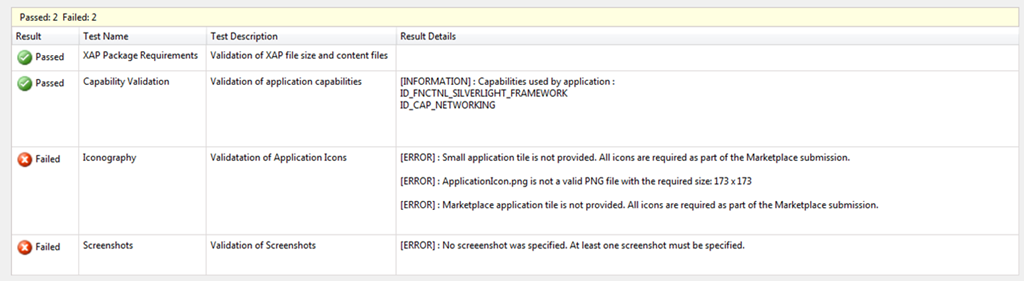 Passed: 2 Failed: 2
Result Test Name Test Description Result Details
Passed XAP Package Requirements Validation of XAP file size and content files
Passed Capability Validation Validation of application capabilities [INFORMATION] : Capabilities used by application :
ID_FNCTNL_SILVERLIGHT_FRAMEWORK
ID_CAP_NETWORKING
Failed Iconography Validatation of Application Icons [ERROR] : Small application tile is not provided. All icons are required as part of the Marketplace submission.
[ERROR] : ApplicationIcon.png is not a valid PNG file with the required size: 173 x 173
[ERROR] : Marketplace application tile is not provided. All icons are required as part of the Marketplace submission.
Failed Screenshots Validation of Screenshots [ERROR] : No screeenshot was specified. At least one screenshot must be specified.